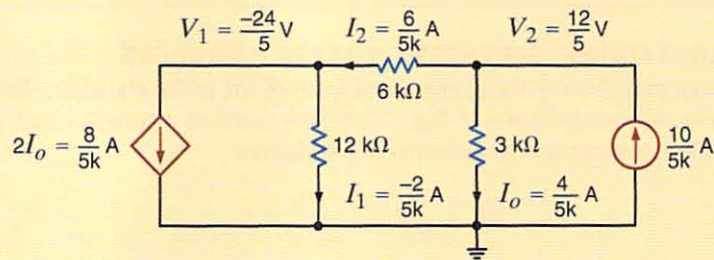 V₁ = -24/5 V
I₂ = 6/5k A
V₂ = 12/5 V
6 kΩ
2Iₒ = 8/5k A
12 kΩ
3 kΩ
10/5k A
I₁ = -2/5k A
Iₒ = 4/5k A